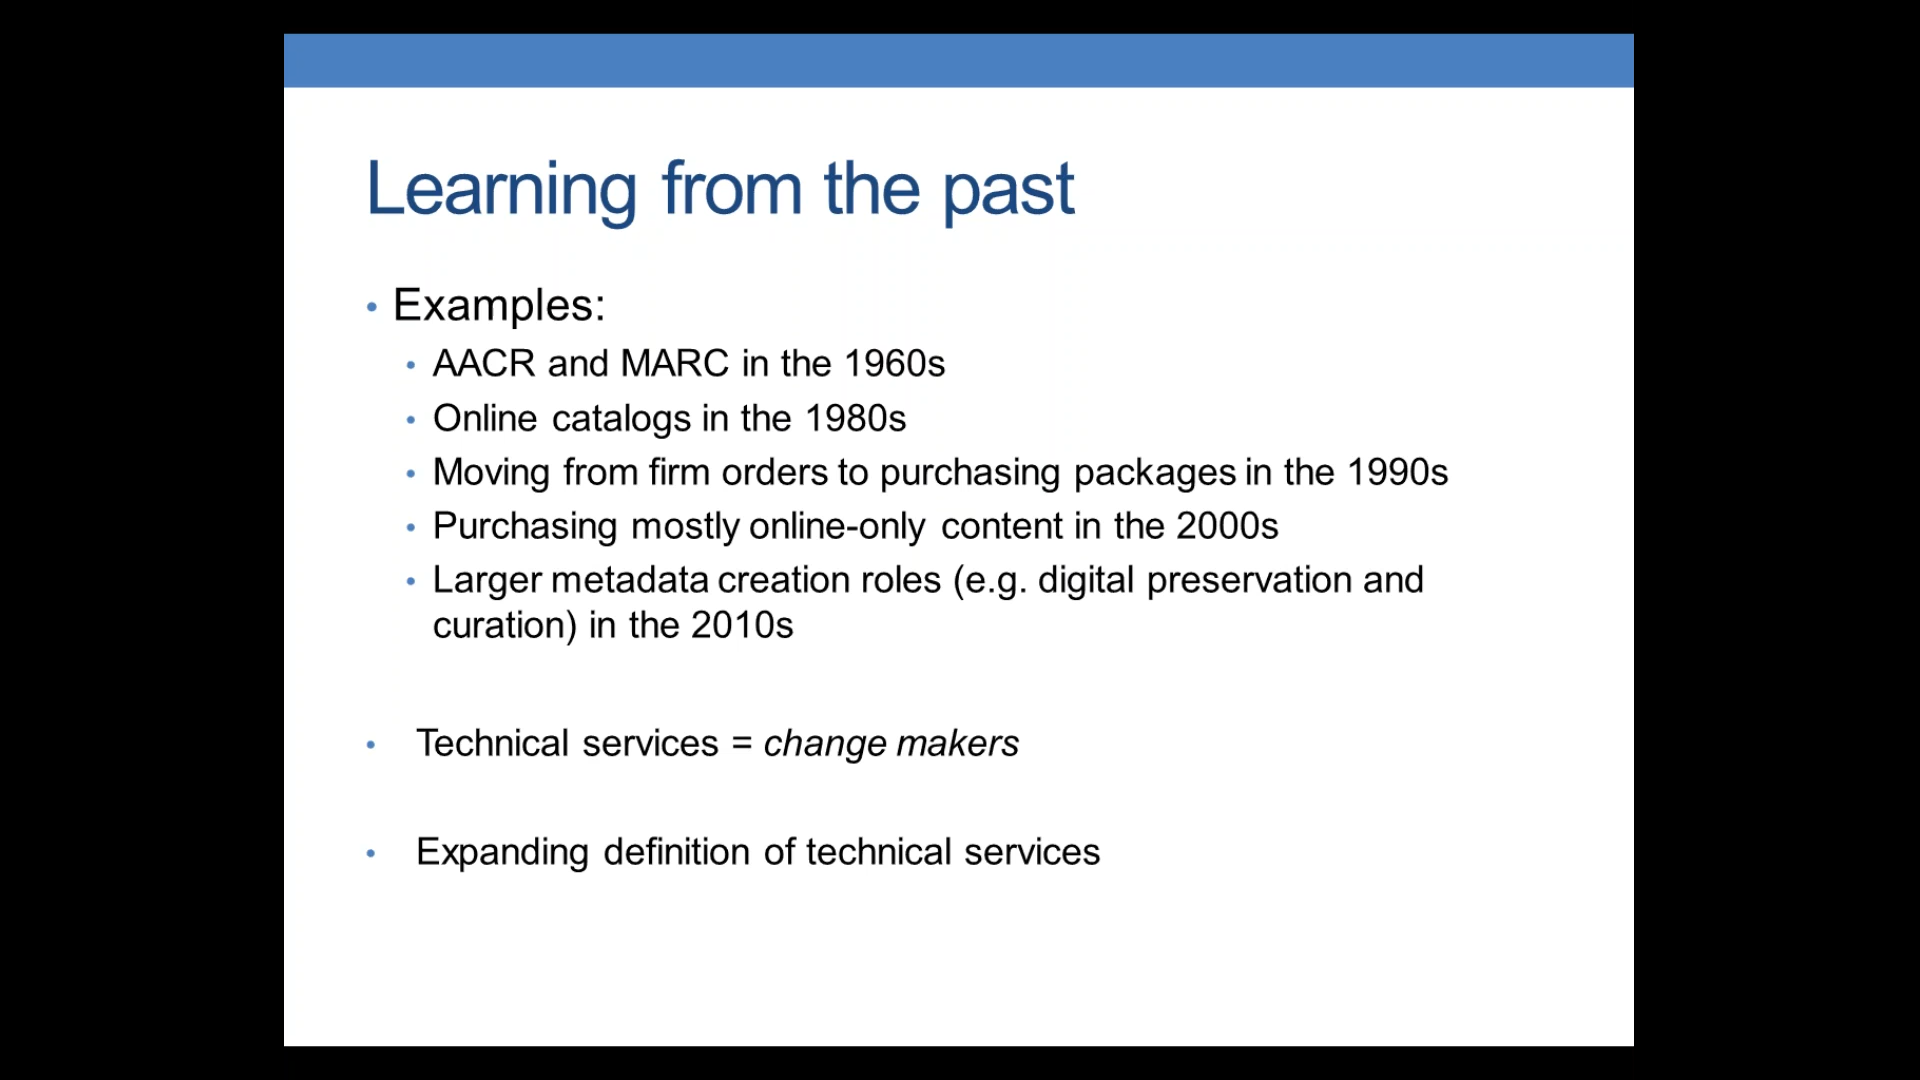 Learning from the past
• Examples:
• AACR and MARC in the 1960s
• Online catalogs in the 1980s
• Moving from firm orders to purchasing packages in the 1990s
• Purchasing mostly online-only content in the 2000s
• Larger metadata creation roles (e.g. digital preservation and
curation) in the 2010s
• Technical services = change makers
• Expanding definition of technical services